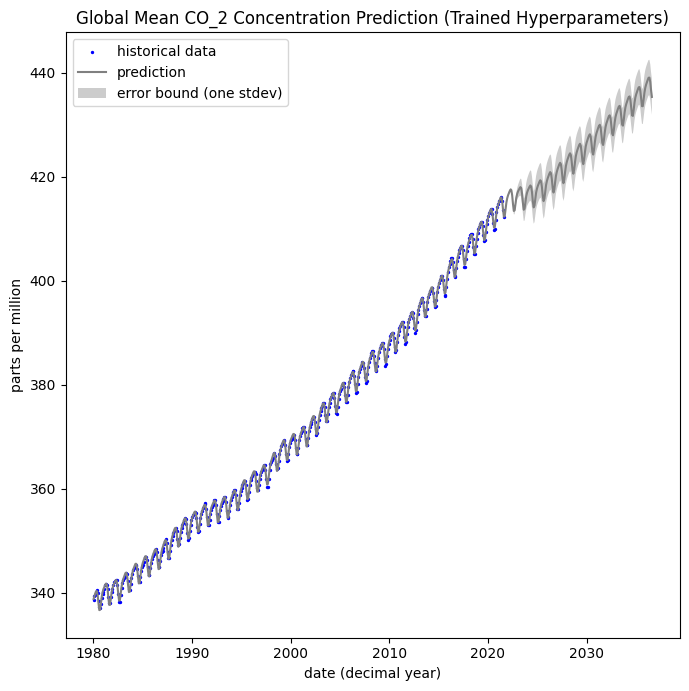 Global Mean CO_2 Concentration Prediction (Trained Hyperparameters)
historical data
prediction
error bound (one stdev)
440
420
400
380
360
340
parts per million
1980 1990 2000 2010 2020 2030
date (decimal year)